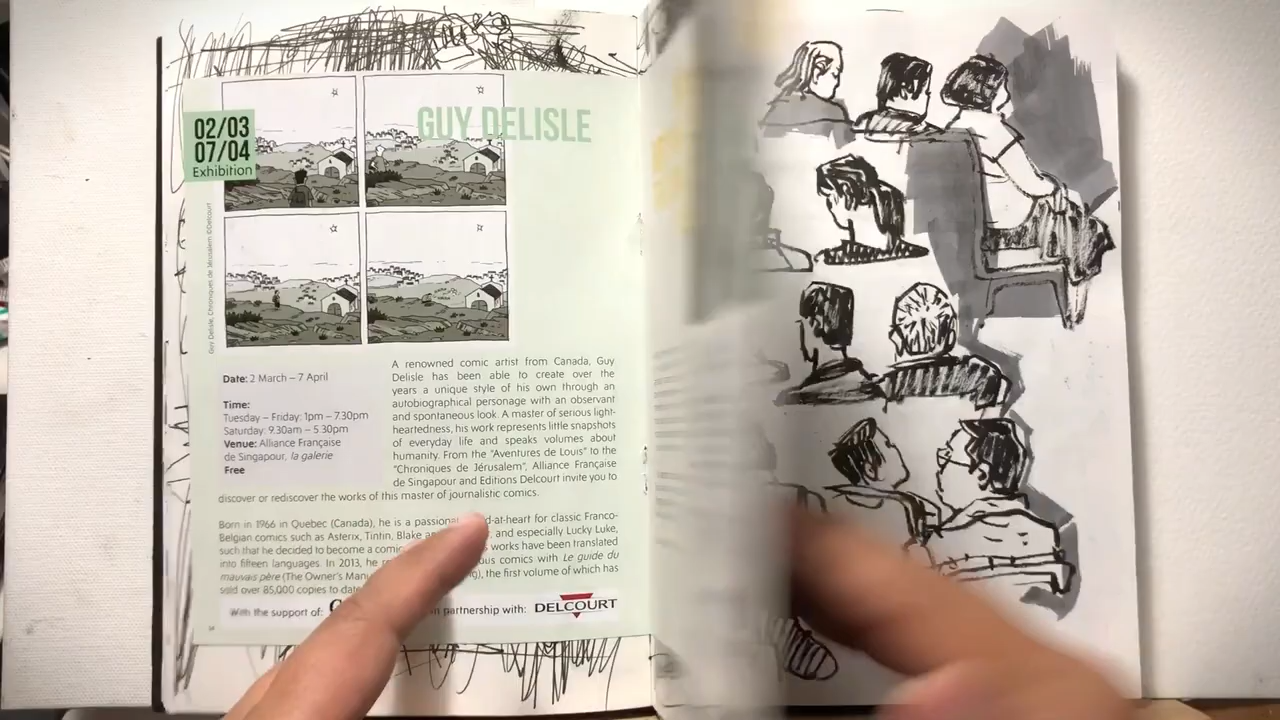 02/03
07/04
Exhibition
GUY DELISLE
Guy Delisle, Chroniques de Jérusalem ©Delcourt
Date: 2 March – 7 April
Time:
Tuesday – Friday: 1pm – 7.30pm
Saturday: 9.30am – 5.30pm
Venue: Alliance Française
de Singapour, la galerie
Free
A renowned comic artist from Canada, Guy
Delisle has been able to create over the
years a unique style of his own through an
autobiographical personage with an observant
and spontaneous look. A master of serious light-
heartedness, his work represents little snapshots
of everyday life and speaks volumes about
humanity. From the "Aventures de Louis" to the
"Chroniques de Jérusalem", Alliance Française
de Singapour and Editions Delcourt invite you to
discover or rediscover the works of this master of journalistic comics.
Born in 1966 in Quebec (Canada), he is a passiona d-at-heart for classic Franco-
Belgian comics such as Asterix, Tintin, Blake an and especially Lucky Luke,
such that he decided to become a comic works have been translated
into fifteen languages. In 2013, he re ous comics with Le guide du
mauvais père (The Owner's Manu ng), the first volume of which has
sold over 85,000 copies to date
With the support of:
in partnership with: DELCOURT